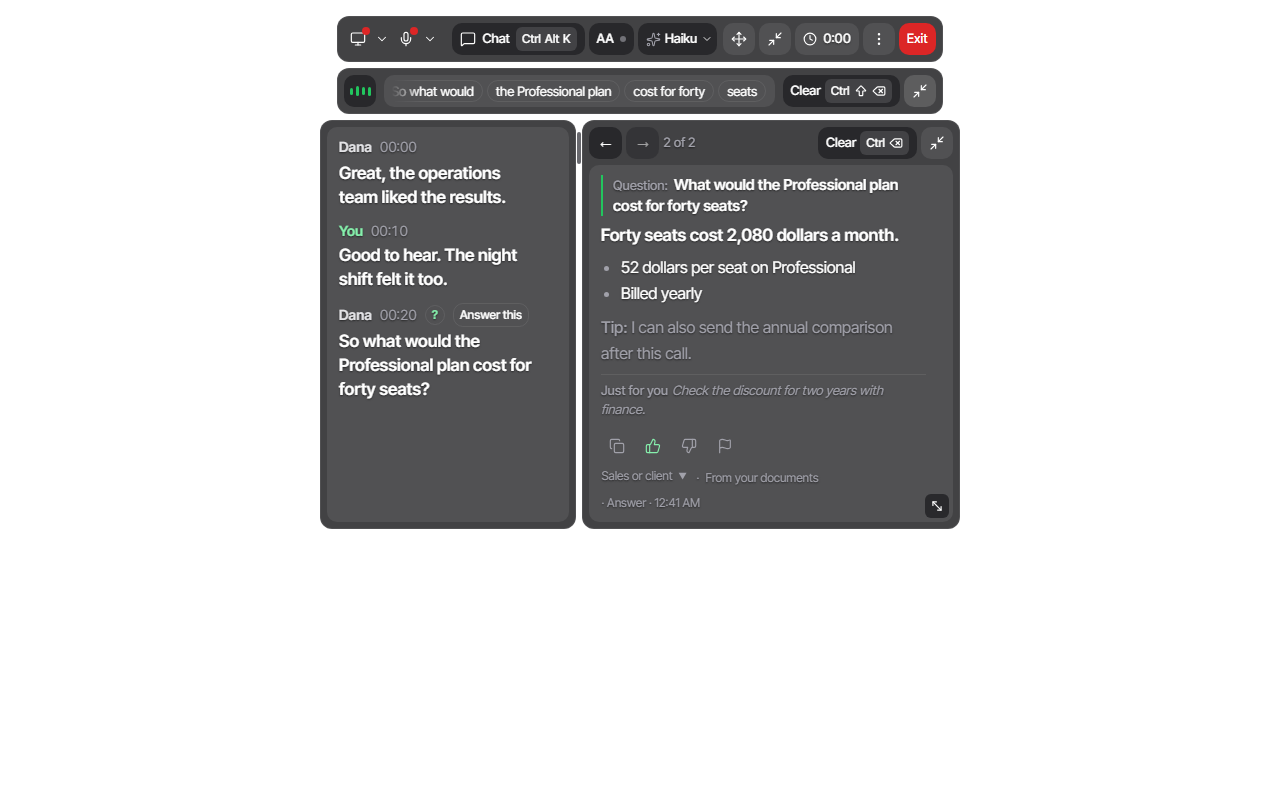 Chat Ctrl Alt K AA Haiku 0:00 Exit
So what would the Professional plan cost for forty seats Clear Ctrl
Dana 00:00
Great, the operations
team liked the results.
You 00:10
Good to hear. The night
shift felt it too.
Dana 00:20 ? Answer this
So what would the
Professional plan cost for
forty seats?
← → 2 of 2 Clear Ctrl
Question: What would the Professional plan
cost for forty seats?
Forty seats cost 2,080 dollars a month.
• 52 dollars per seat on Professional
• Billed yearly
Tip: I can also send the annual comparison
after this call.
Just for you Check the discount for two years with
finance.
Sales or client ▼ · From your documents
· Answer · 12:41 AM